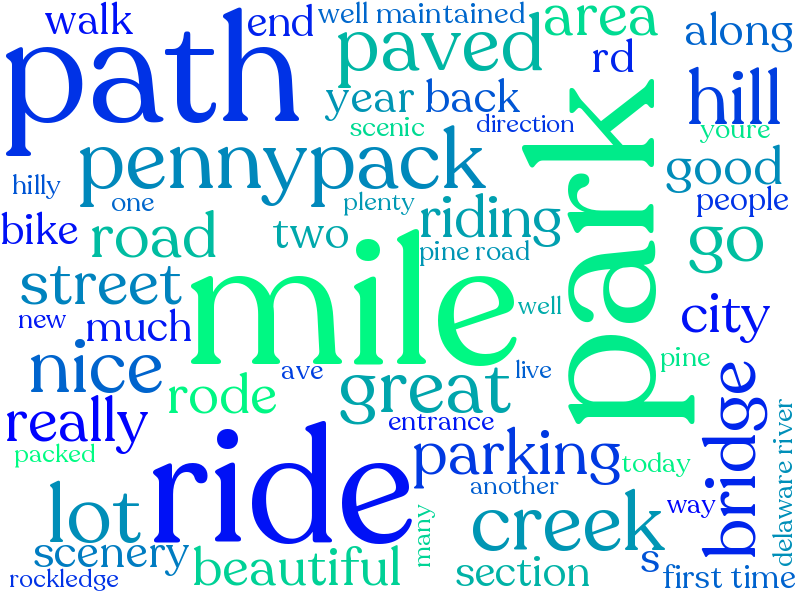 walk
end
well maintained
area
along
path
paved
rd
year
back
hill
scenic
direction
youre
pennypack
park
good
hilly
one
plenty
people
bike
road
two
riding
go
pine road
street
mile
well
city
new
much
nice
ave
live
pine
rode
great
bridge
really
entrance
delaware river
packed
ride
parking
today
lot
another
way
many
creek
scenery
beautiful
s
section
first time
rockledge